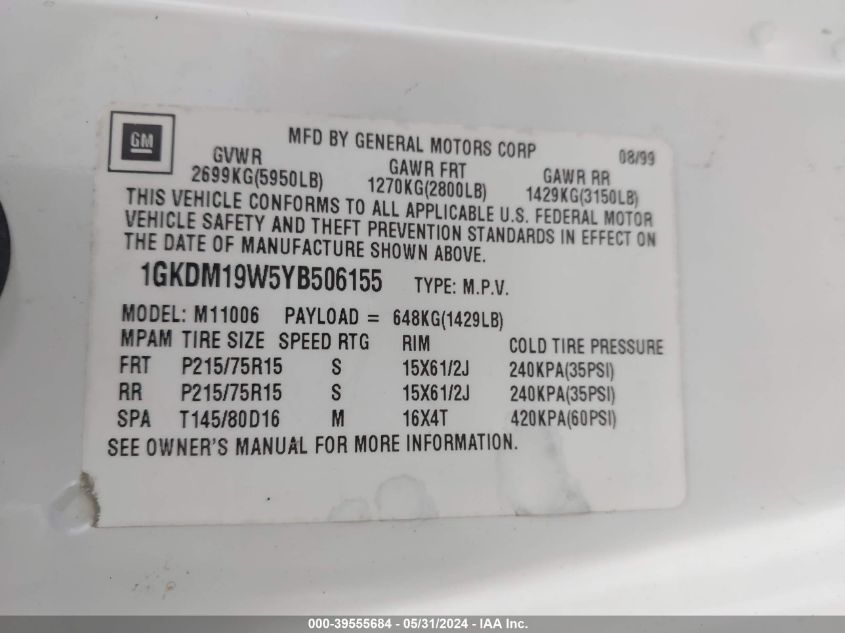 GM
MFD BY GENERAL MOTORS CORP 08/99
GVWR GAWR FRT GAWR RR
2699KG(5950LB) 1270KG(2800LB) 1429KG(3150LB)
THIS VEHICLE CONFORMS TO ALL APPLICABLE U.S. FEDERAL MOTOR
VEHICLE SAFETY AND THEFT PREVENTION STANDARDS IN EFFECT ON
THE DATE OF MANUFACTURE SHOWN ABOVE.
1GKDM19W5YB506155 TYPE: M.P.V.
MODEL: M11006 PAYLOAD = 648KG(1429LB)
MPAM TIRE SIZE SPEED RTG RIM COLD TIRE PRESSURE
FRT P215/75R15 S 15X61/2J 240KPA(35PSI)
RR P215/75R15 S 15X61/2J 240KPA(35PSI)
SPA T145/80D16 M 16X4T 420KPA(60PSI)
SEE OWNER'S MANUAL FOR MORE INFORMATION.
000-39555684 - 05/31/2024 - IAA Inc.